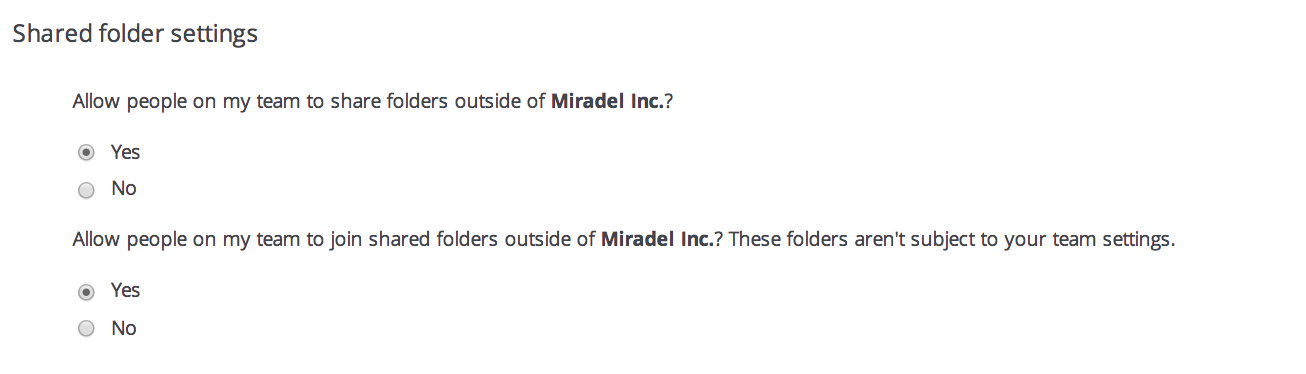 Shared folder settings
Allow people on my team to share folders outside of Miradel Inc.?
Yes
No
Allow people on my team to join shared folders outside of Miradel Inc.? These folders aren't subject to your team settings.
Yes
No